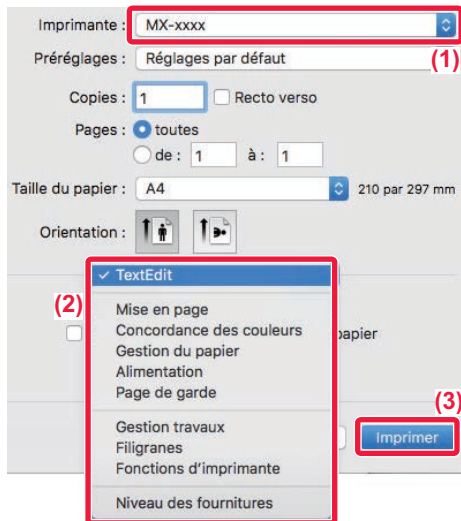 Imprimante : MX-xxxx
(1)
Préréglages : Réglages par défaut
Copies : 1 Recto verso
Pages : toutes
de : 1 à : 1
Taille du papier : A4 210 par 297 mm
Orientation :
✓ TextEdit
(2)
Mise en page
Concordance des couleurs
papier
Gestion du papier
Alimentation
Page de garde
(3)
Gestion travaux
Imprimer
Filigranes
Fonctions d'imprimante
Niveau des fournitures